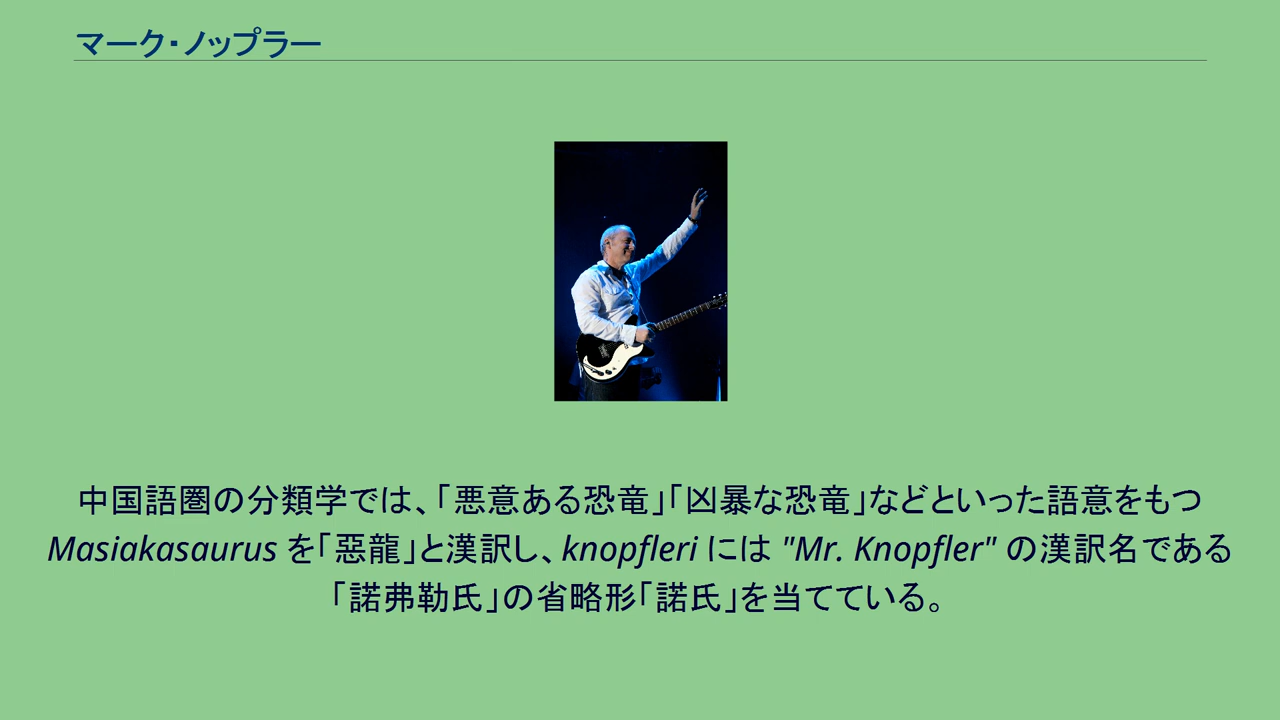 マーク・ノップラー
中国語圏の分類学では、「悪意ある恐竜」「凶暴な恐竜」などといった語意をもつ
Masiakasaurus を「惡龍」と漢訳し、knopfleri には "Mr. Knopfler" の漢訳名である
「諾弗勒氏」の省略形「諾氏」を当てている。